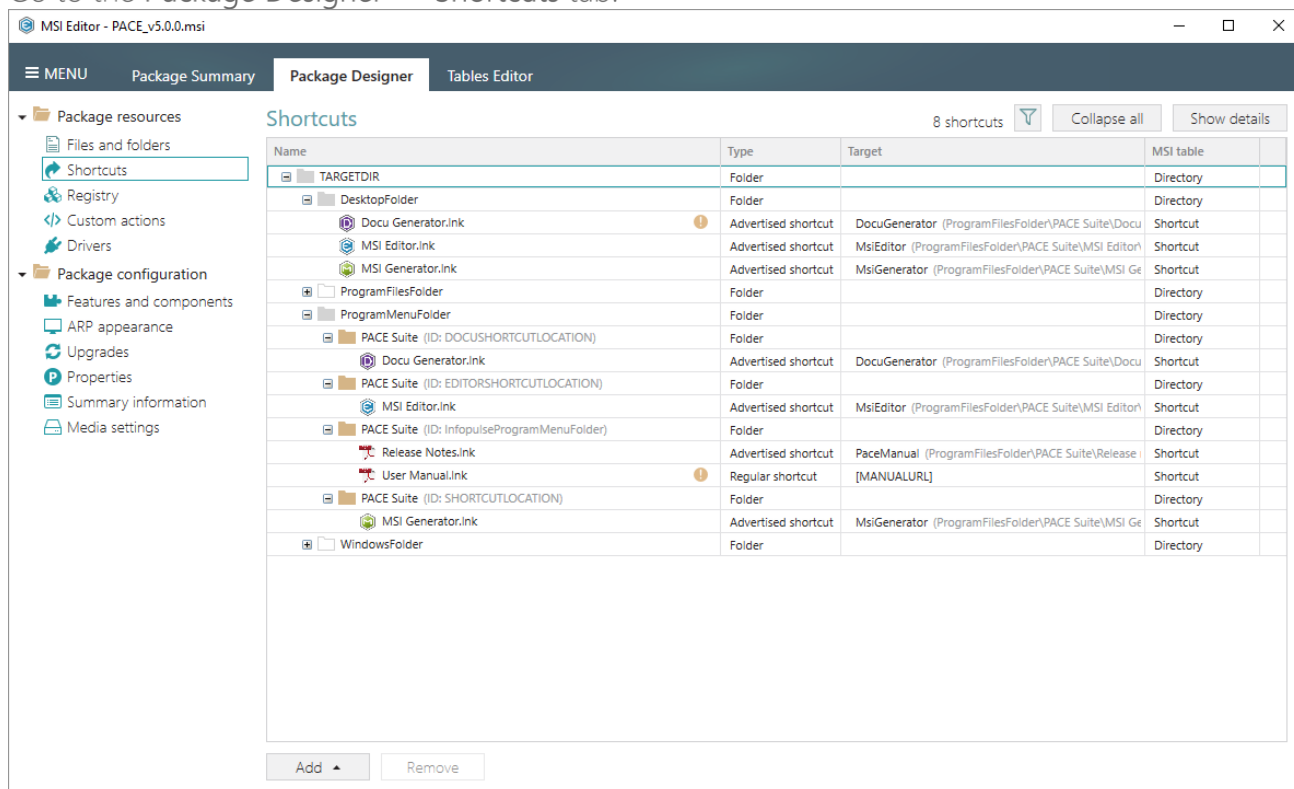 MSI Editor - PACE_v5.0.0.msi
MENU Package Summary Package Designer Tables Editor
Package resources
Files and folders
Shortcuts
Registry
Custom actions
Drivers
Package configuration
Features and components
ARP appearance
Upgrades
Properties
Summary information
Media settings
Shortcuts 8 shortcuts Collapse all Show details
Name Type Target MSI table
TARGETDIR Folder Directory
DesktopFolder Folder Directory
Docu Generator.lnk Advertised shortcut DocuGenerator (ProgramFilesFolder\PACE Suite\Docu Shortcut
MSI Editor.lnk Advertised shortcut MsiEditor (ProgramFilesFolder\PACE Suite\MSI Editor\ Shortcut
MSI Generator.lnk Advertised shortcut MsiGenerator (ProgramFilesFolder\PACE Suite\MSI Ge Shortcut
ProgramFilesFolder Folder Directory
ProgramMenuFolder Folder Directory
PACE Suite (ID: DOCUSHORTCUTLOCATION) Folder Directory
Docu Generator.lnk Advertised shortcut DocuGenerator (ProgramFilesFolder\PACE Suite\Docu Shortcut
PACE Suite (ID: EDITORSHORTCUTLOCATION) Folder Directory
MSI Editor.lnk Advertised shortcut MsiEditor (ProgramFilesFolder\PACE Suite\MSI Editor\ Shortcut
PACE Suite (ID: InfopulseProgramMenuFolder) Folder Directory
Release Notes.lnk Advertised shortcut PaceManual (ProgramFilesFolder\PACE Suite\Release Shortcut
User Manual.lnk Regular shortcut [MANUALURL] Shortcut
PACE Suite (ID: SHORTCUTLOCATION) Folder Directory
MSI Generator.lnk Advertised shortcut MsiGenerator (ProgramFilesFolder\PACE Suite\MSI Ge Shortcut
WindowsFolder Folder Directory
Add Remove